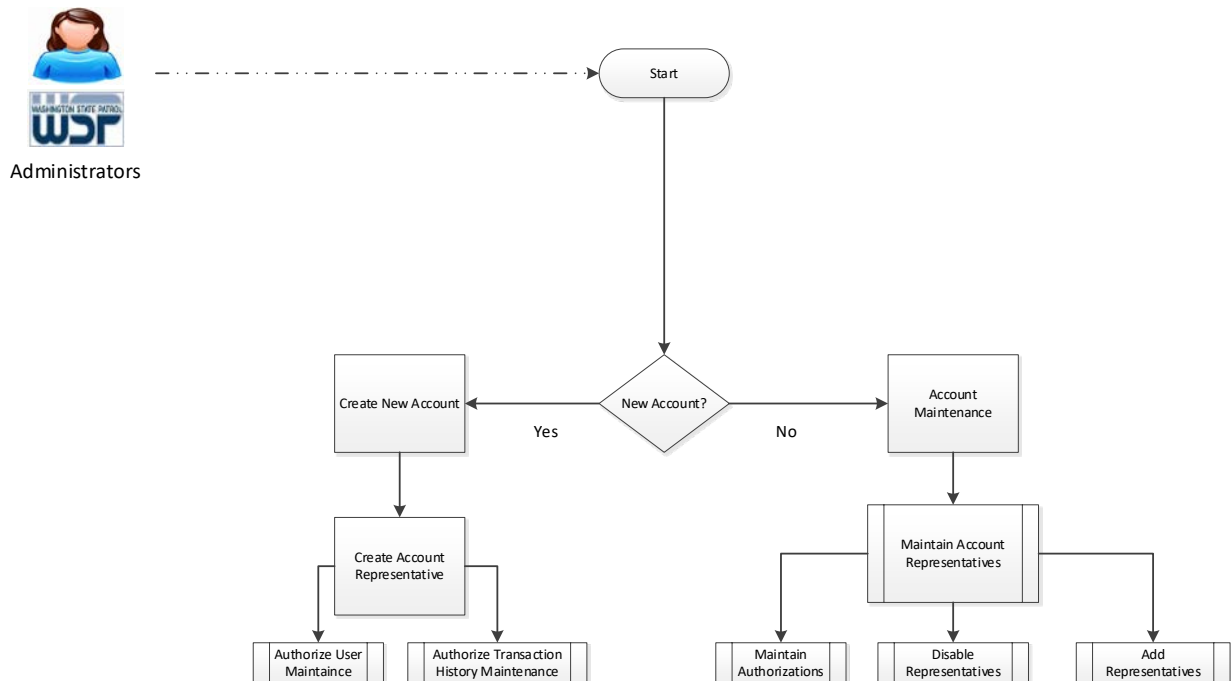 Start
WASHINGTON STATE PATROL
WSP
Administrators
Create New Account
New Account?
Account
Maintenance
Yes
No
Create Account
Representative
Maintain Account
Representatives
Authorize User
Maintaince
Authorize Transaction
History Maintenance
Maintain
Authorizations
Disable
Representatives
Add
Representatives